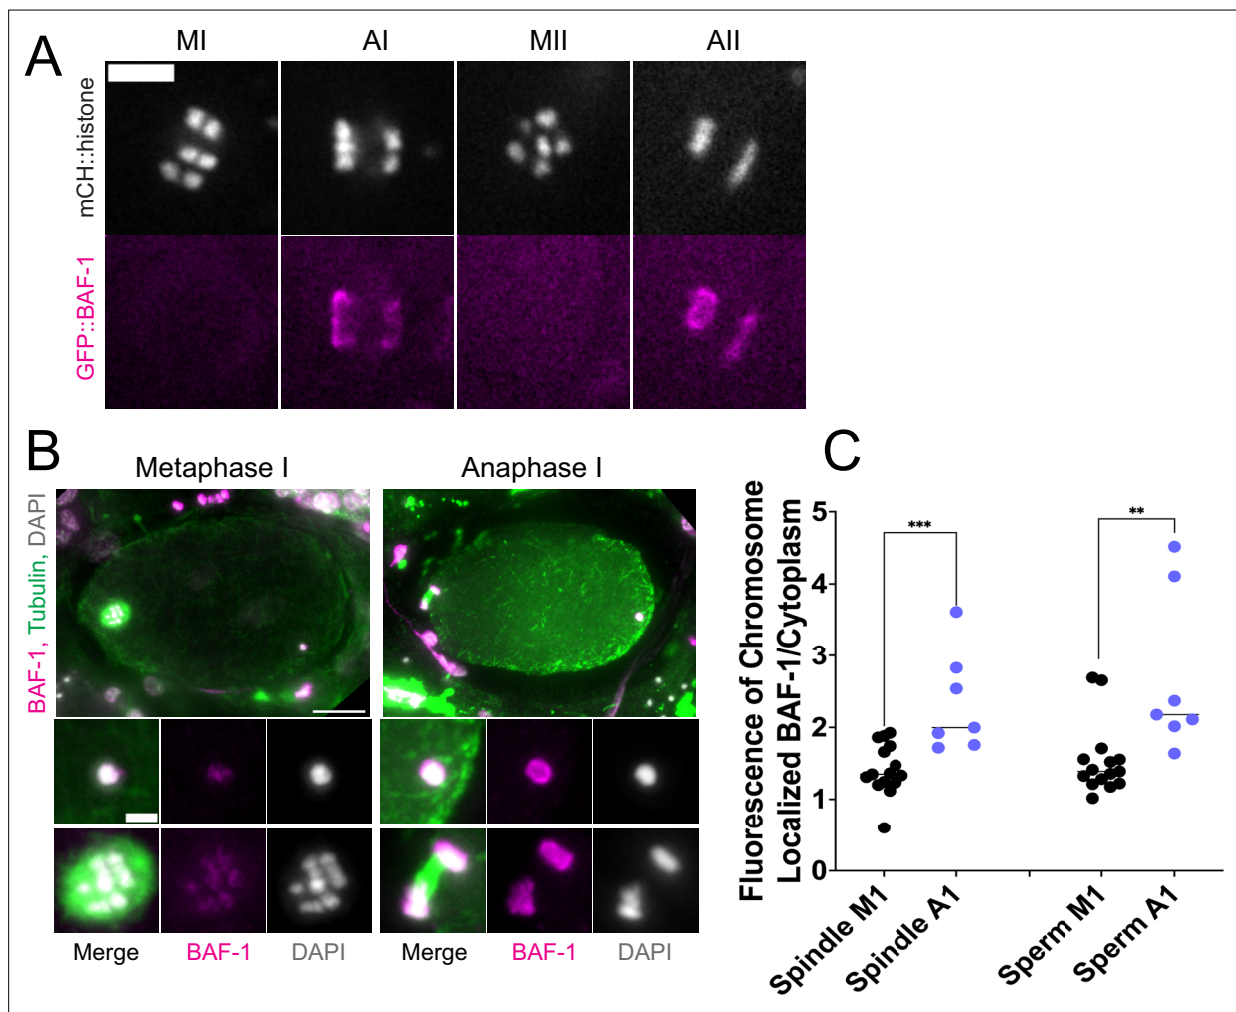 A
MI AI MII AII
mCH::histone
GFP::BAF-1
B
Metaphase I Anaphase I
BAF-1, Tubulin, DAPI
Merge BAF-1 DAPI Merge BAF-1 DAPI
C
Fluorescence of Chromosome
Localized BAF-1/Cytoplasm
5
4
3
2
1
0
*** **
Spindle M1
Spindle A1
Sperm M1
Sperm A1